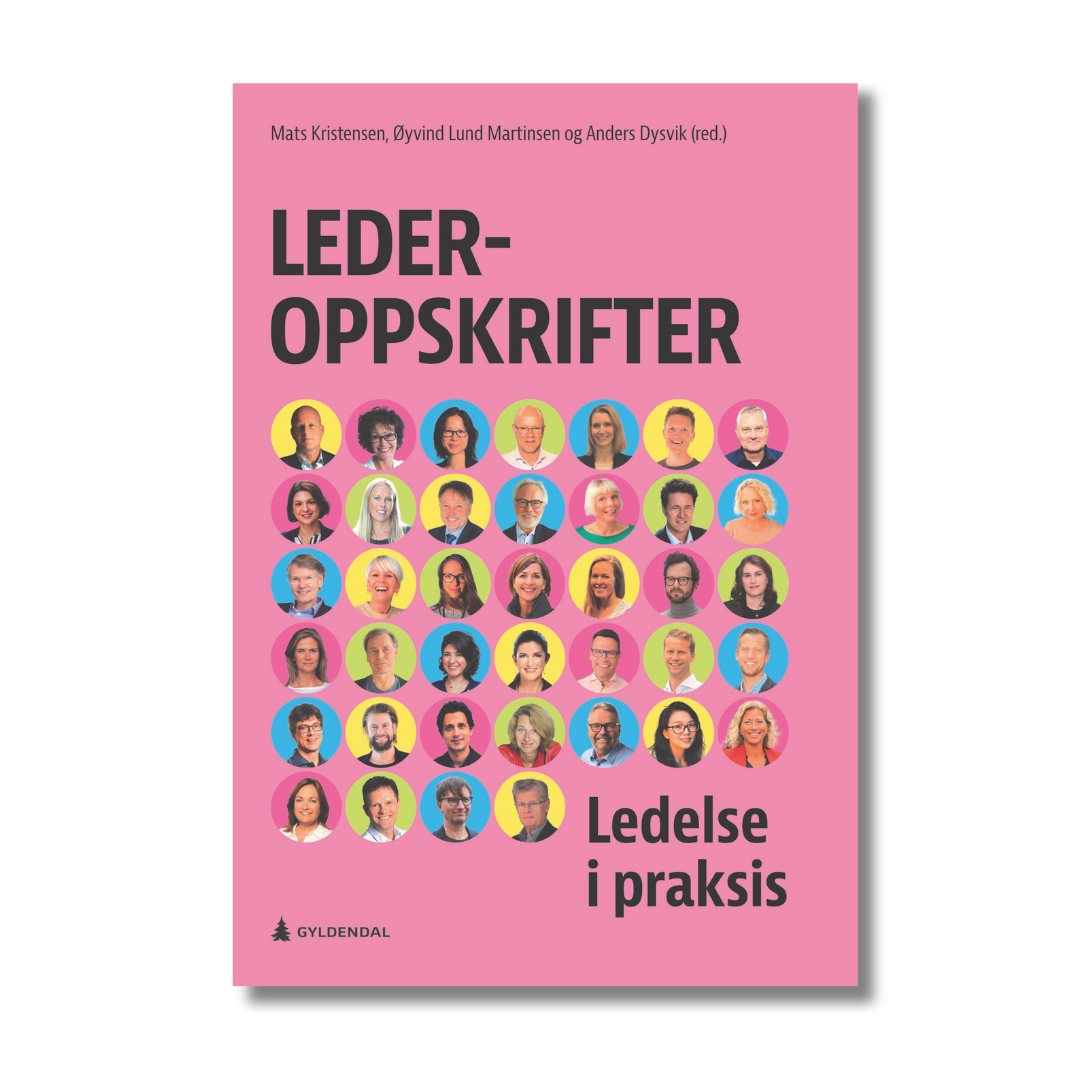 Mats Kristensen, Øyvind Lund Martinsen og Anders Dysvik (red.)
LEDER-
OPPSKRIFTER
Ledelse
i praksis
GYLDENDAL